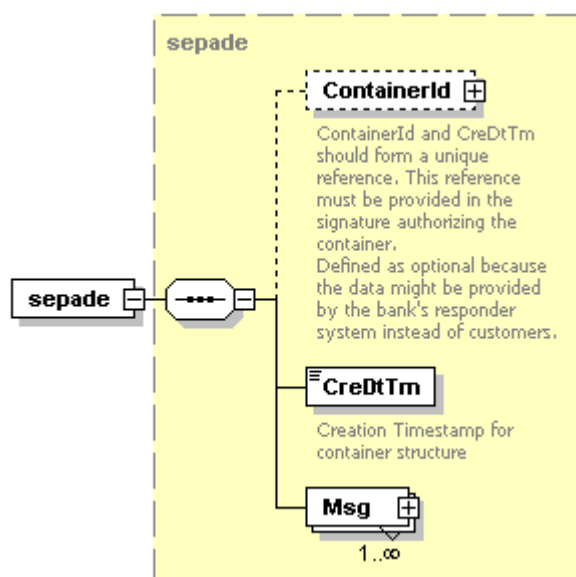 sepade
ContainerId
ContainerId and CreDtTm
should form a unique
reference. This reference
must be provided in the
signature authorizing the
container.
Defined as optional because
the data might be provided
by the bank's responder
system instead of customers.
sepade
CreDtTm
Creation Timestamp for
container structure
Msg
1..∞